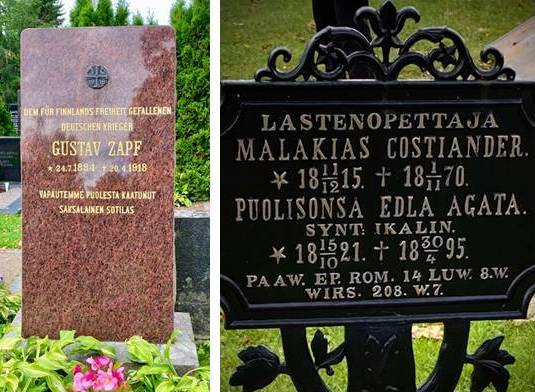 DEM FÜR FINNLANDS FREIHEIT GEFALLENEN
DEUTSCHEN KRIEGER
GUSTAV ZAPF
* 24.7.1884 † 20.4.1918
VAPAUTEMME PUOLESTA KAATUNUT
SAKSALAINEN SOTILAS
LASTENOPETTAJA
MALAKIAS COSTIANDER.
* 18 11/12 15. † 18 1/11 70.
PUOLISONSA EDLA AGATA.
SYNT. IKALIN.
* 18 15/10 21. † 18 30/4 95.
PAAW. EP. ROM. 14 LUW. 8.W.
WIRS. 208. W.7.